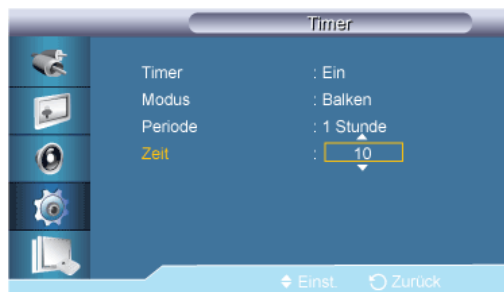 Timer
Timer : Ein
Modus : Balken
Periode : 1 Stunde
Zeit : 10
Einst. Zurück